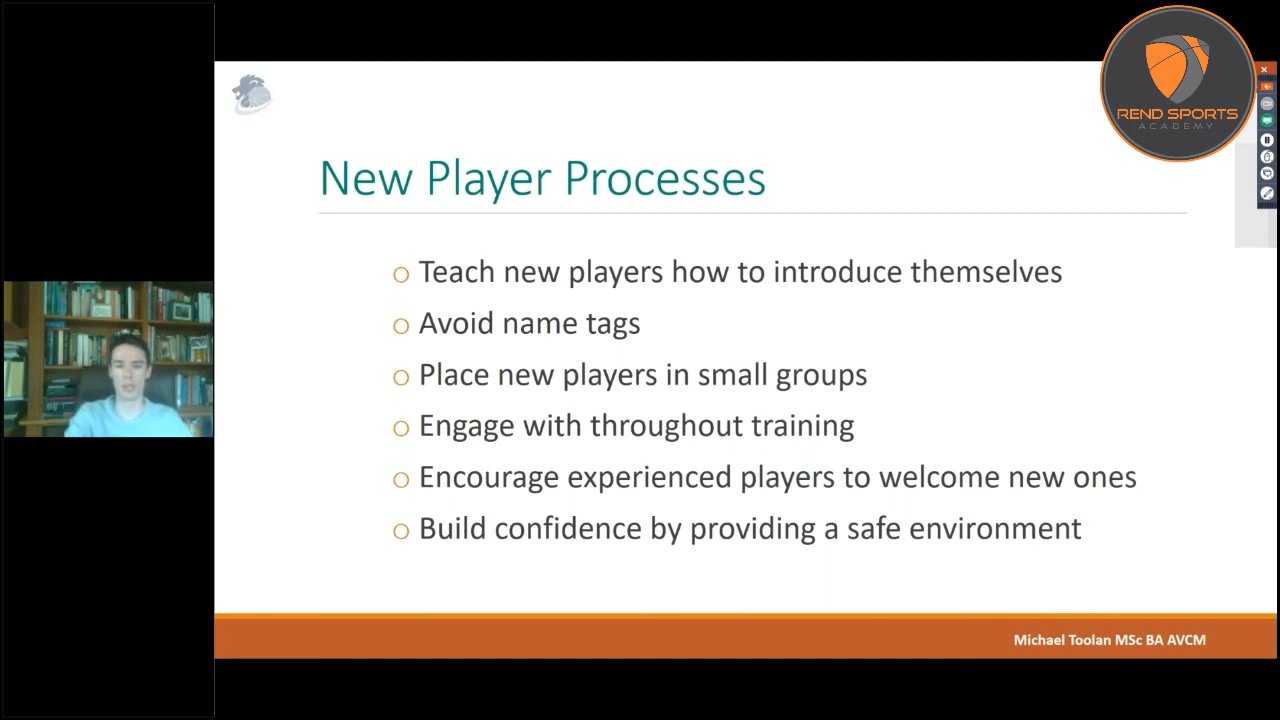 REND SPORTS
ACADEMY
New Player Processes
o Teach new players how to introduce themselves
o Avoid name tags
o Place new players in small groups
o Engage with throughout training
o Encourage experienced players to welcome new ones
o Build confidence by providing a safe environment
Michael Toolan MSc BA AVCM